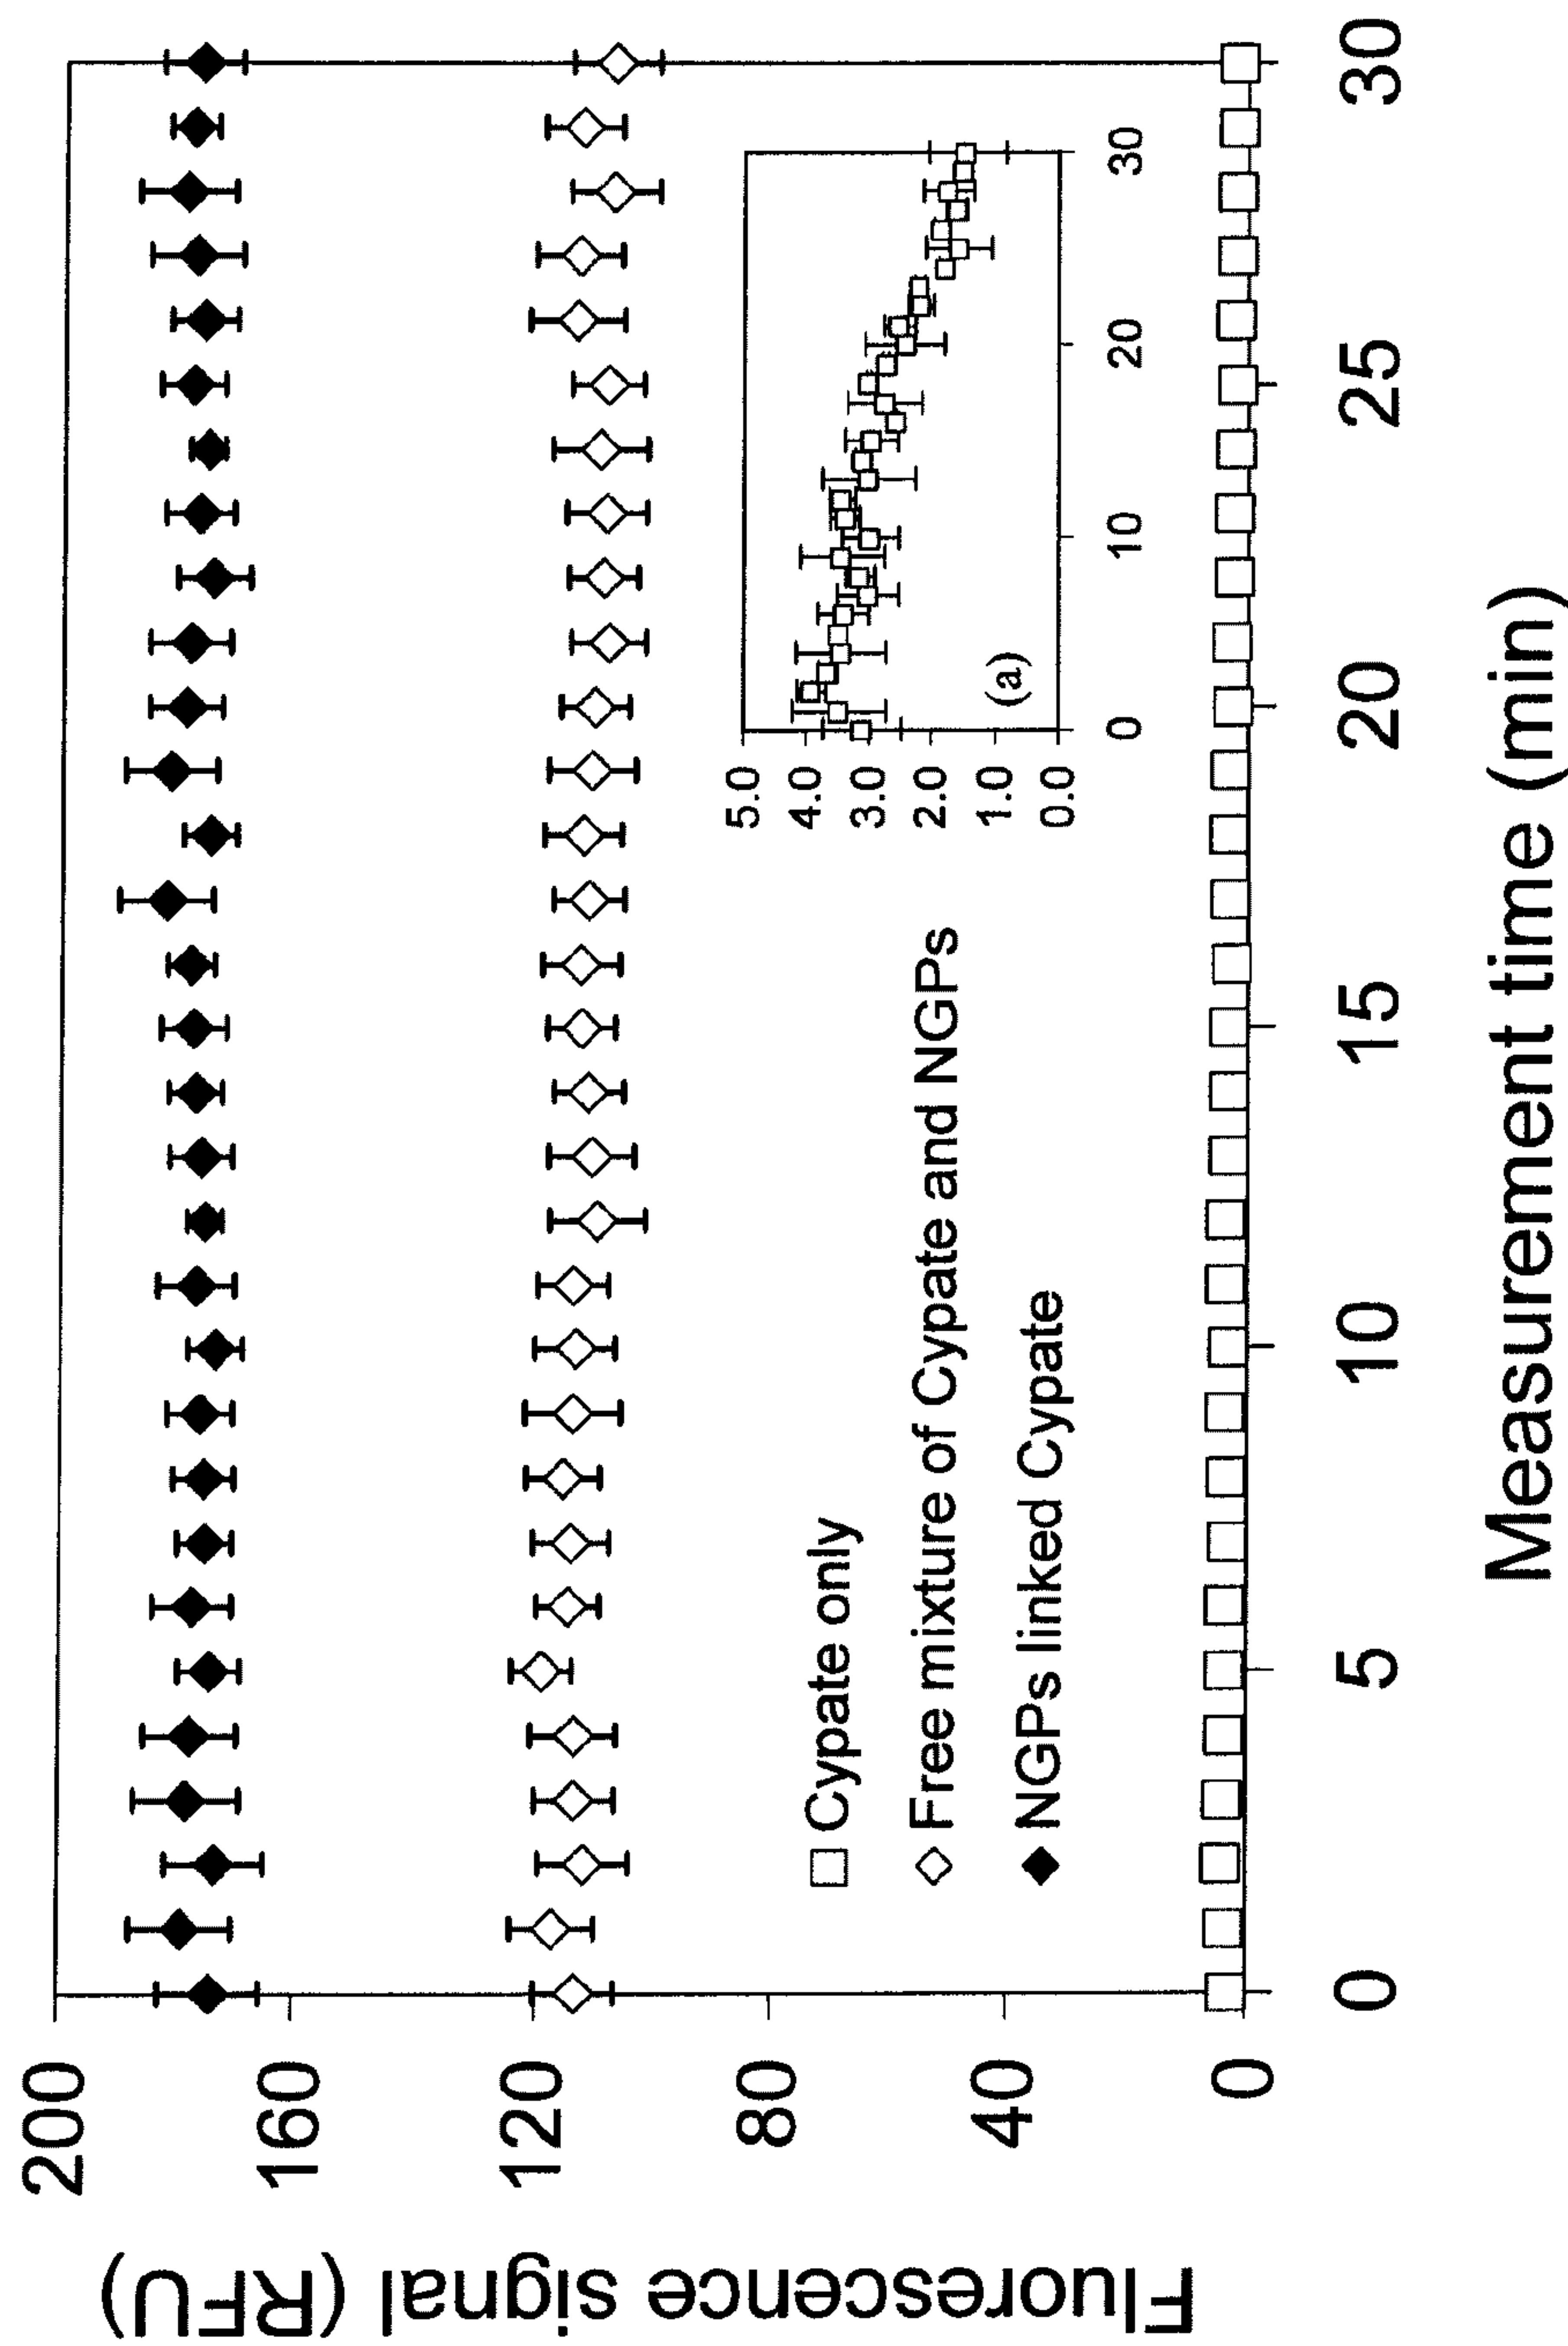 Fluorescence signal (RFU)
200
160
120
80
40
0
□ Cypate only
◇ Free mixture of Cypate and NGPs
◆ NGPs linked Cypate
5.0
4.0
3.0
2.0
1.0
0.0
(a)
0 10 20 30
0 5 10 15 20 25 30
Measurement time (min)